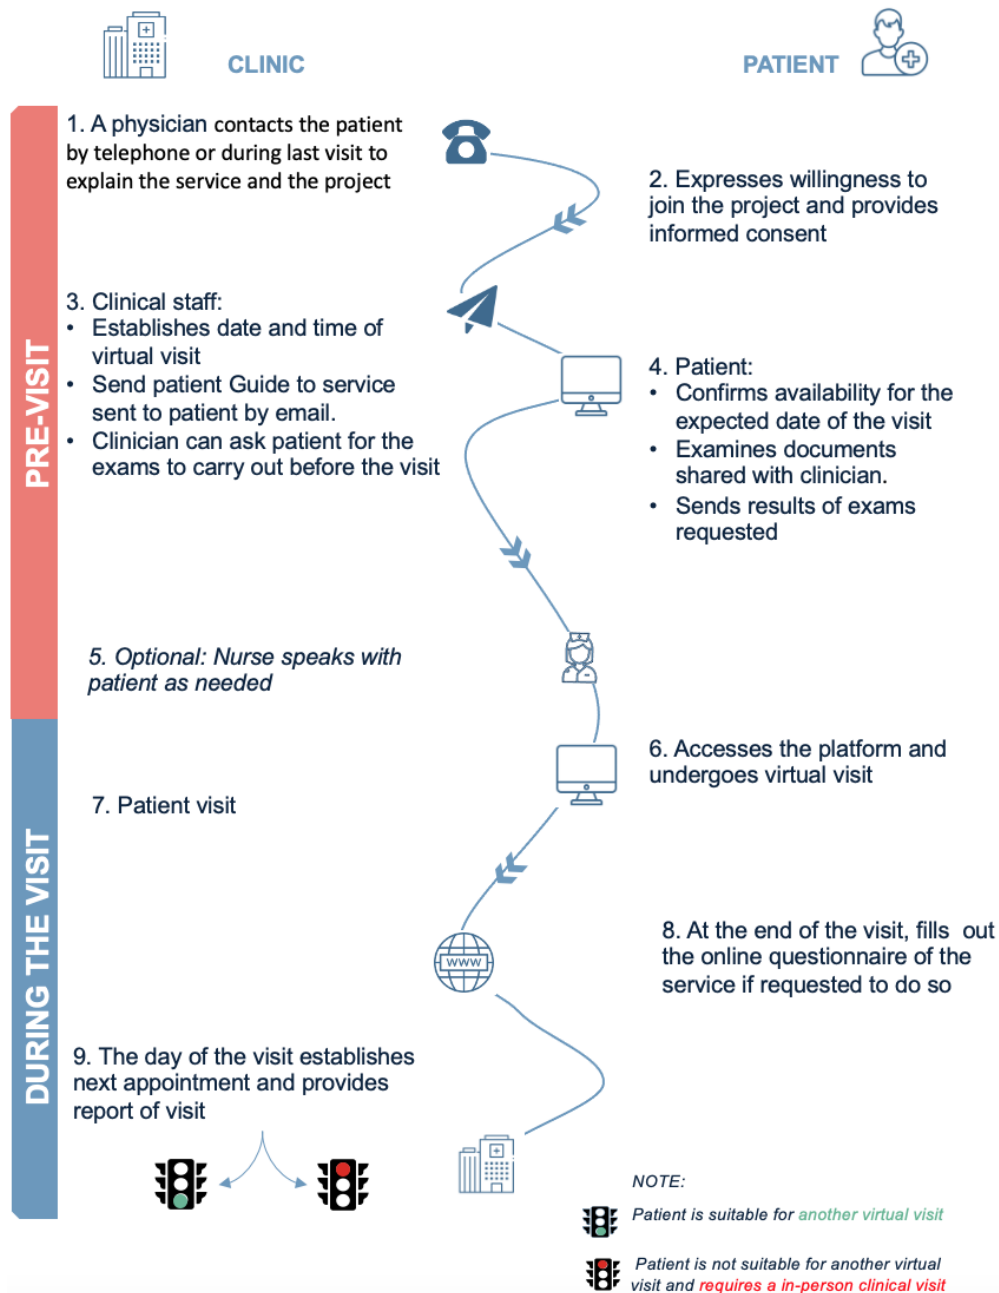 CLINIC
PATIENT
PRE-VISIT
1. A physician contacts the patient
by telephone or during last visit to
explain the service and the project
2. Expresses willingness to
join the project and provides
informed consent
3. Clinical staff:
• Establishes date and time of
virtual visit
• Send patient Guide to service
sent to patient by email.
• Clinician can ask patient for the
exams to carry out before the visit
4. Patient:
• Confirms availability for the
expected date of the visit
• Examines documents
shared with clinician.
• Sends results of exams
requested
5. Optional: Nurse speaks with
patient as needed
DURING THE VISIT
6. Accesses the platform and
undergoes virtual visit
7. Patient visit
WWW
8. At the end of the visit, fills out
the online questionnaire of the
service if requested to do so
9. The day of the visit establishes
next appointment and provides
report of visit
NOTE:
Patient is suitable for another virtual visit
Patient is not suitable for another virtual
visit and requires a in-person clinical visit